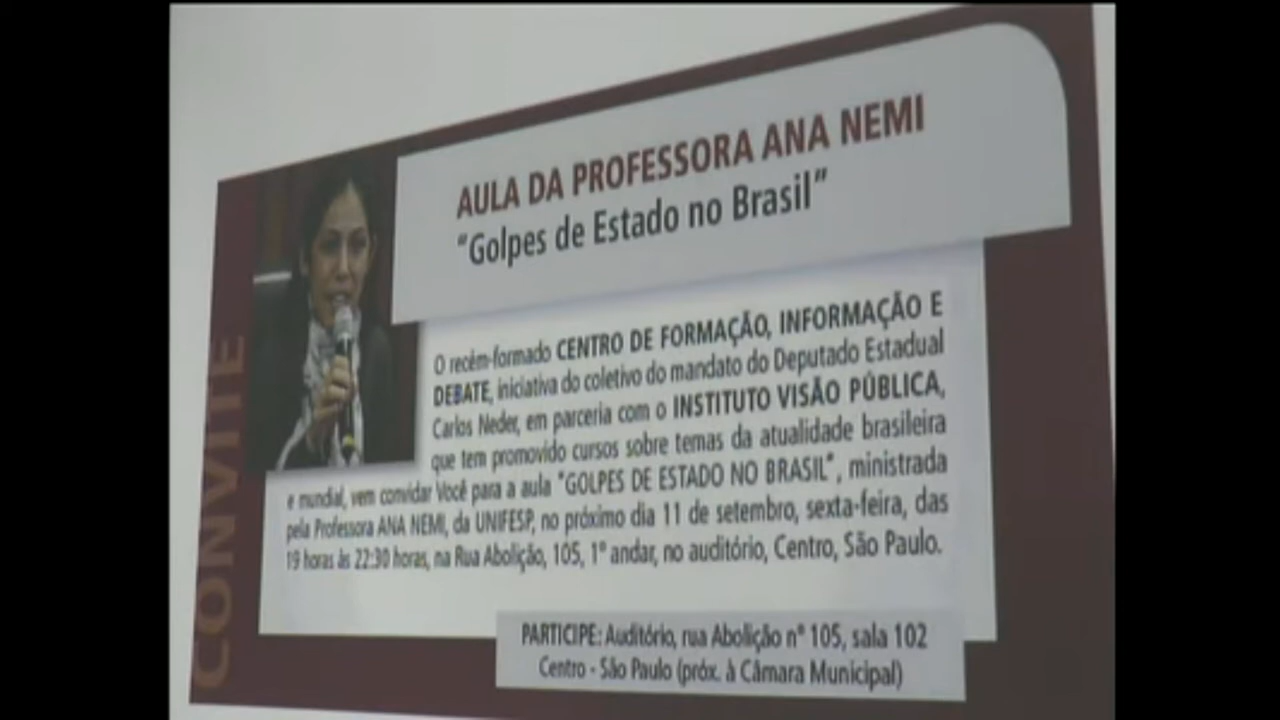 CONVITE
AULA DA PROFESSORA ANA NEMI
"Golpes de Estado no Brasil"
O recém-formado CENTRO DE FORMAÇÃO, INFORMAÇÃO E
DEBATE, iniciativa do coletivo do mandato do Deputado Estadual
Carlos Neder, em parceria com o INSTITUTO VISÃO PÚBLICA,
que tem promovido cursos sobre temas da atualidade brasileira
e mundial, vem convidar Você para a aula "GOLPES DE ESTADO NO BRASIL", ministrada
pela Professora ANA NEMI, da UNIFESP, no próximo dia 11 de setembro, sexta-feira, das
19 horas às 22:30 horas, na Rua Abolição, 105, 1º andar, no auditório, Centro, São Paulo.
PARTICIPE: Auditório, rua Abolição nº 105, sala 102
Centro - São Paulo (próx. à Câmara Municipal)